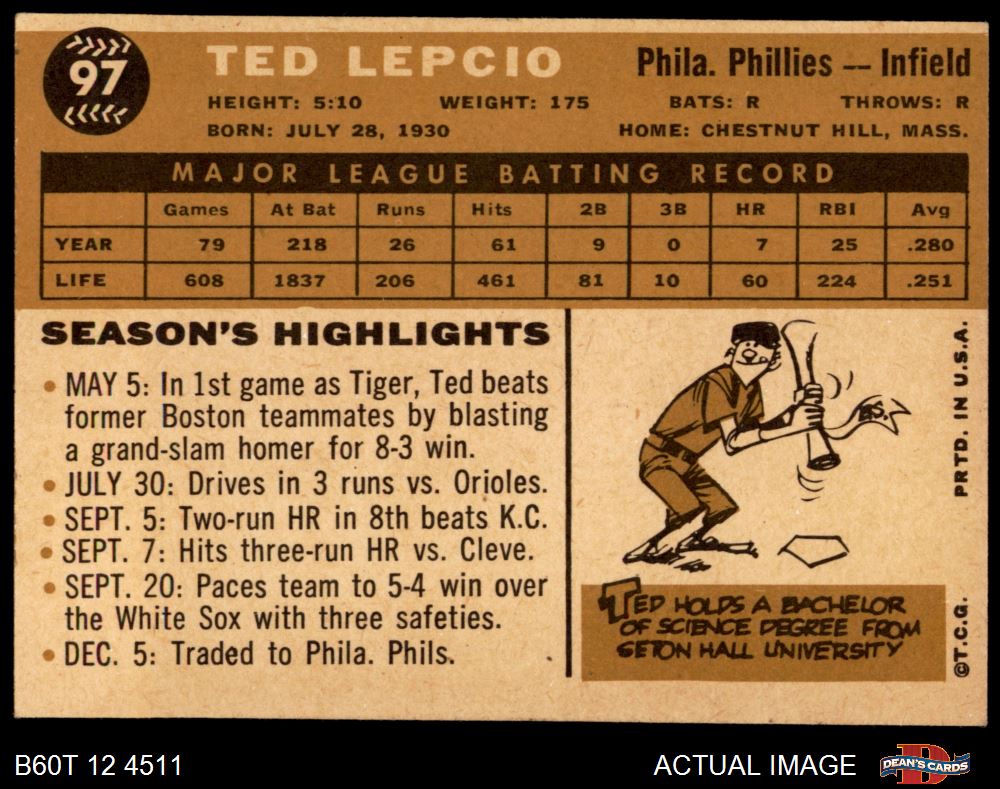 97
TED LEPCIO
Phila. Phillies -- Infield
HEIGHT: 5:10 WEIGHT: 175 BATS: R THROWS: R
BORN: JULY 28, 1930 HOME: CHESTNUT HILL, MASS.
MAJOR LEAGUE BATTING RECORD
Games At Bat Runs Hits 2B 3B HR RBI Avg
YEAR 79 218 26 61 9 0 7 25 .280
LIFE 608 1837 206 461 81 10 60 224 .251
SEASON'S HIGHLIGHTS
• MAY 5: In 1st game as Tiger, Ted beats
former Boston teammates by blasting
a grand-slam homer for 8-3 win.
• JULY 30: Drives in 3 runs vs. Orioles.
• SEPT. 5: Two-run HR in 8th beats K.C.
• SEPT. 7: Hits three-run HR vs. Cleve.
• SEPT. 20: Paces team to 5-4 win over
the White Sox with three safeties.
• DEC. 5: Traded to Phila. Phils.
B.S.
TED HOLDS A BACHELOR
OF SCIENCE DEGREE FROM
SETON HALL UNIVERSITY
PRTD. IN U.S.A.
©T.C.G.
B60T 12 4511
ACTUAL IMAGE
DEAN'S CARDS